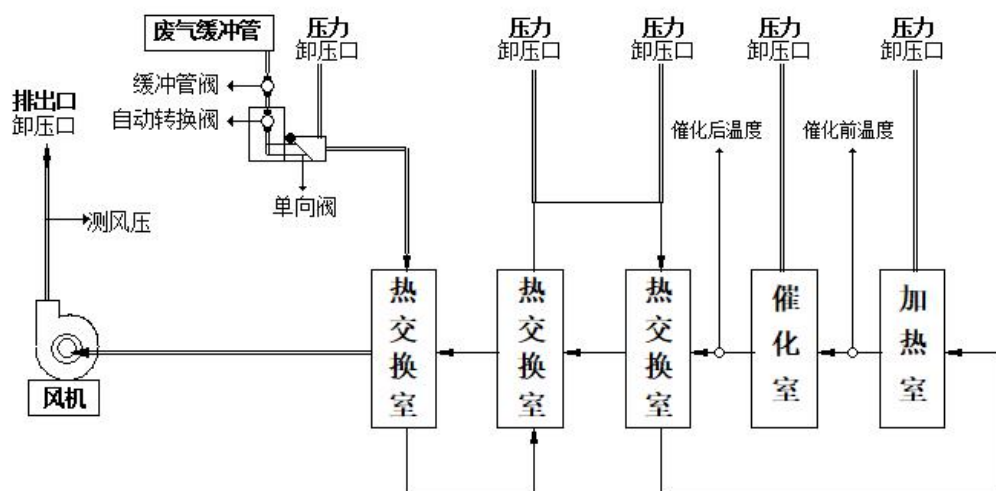 废气缓冲管
压力
卸压口
压力
卸压口
压力
卸压口
压力
卸压口
压力
卸压口
缓冲管阀
排出口
卸压口
自动转换阀
催化后温度
催化前温度
单向阀
测风压
热交换室
热交换室
热交换室
催化室
加热室
风机